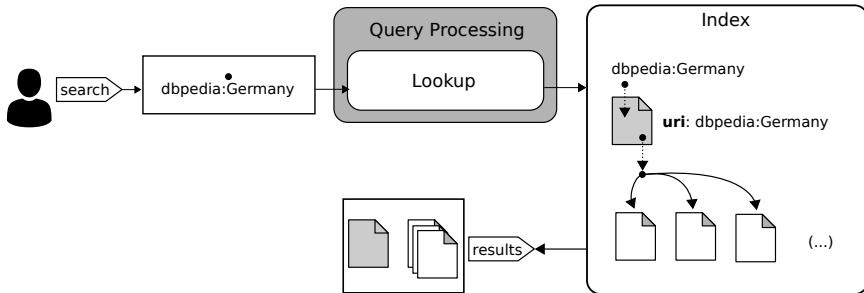 search
dbpedia:Germany
Query Processing
Lookup
Index
dbpedia:Germany
uri: dbpedia:Germany
(...)
results